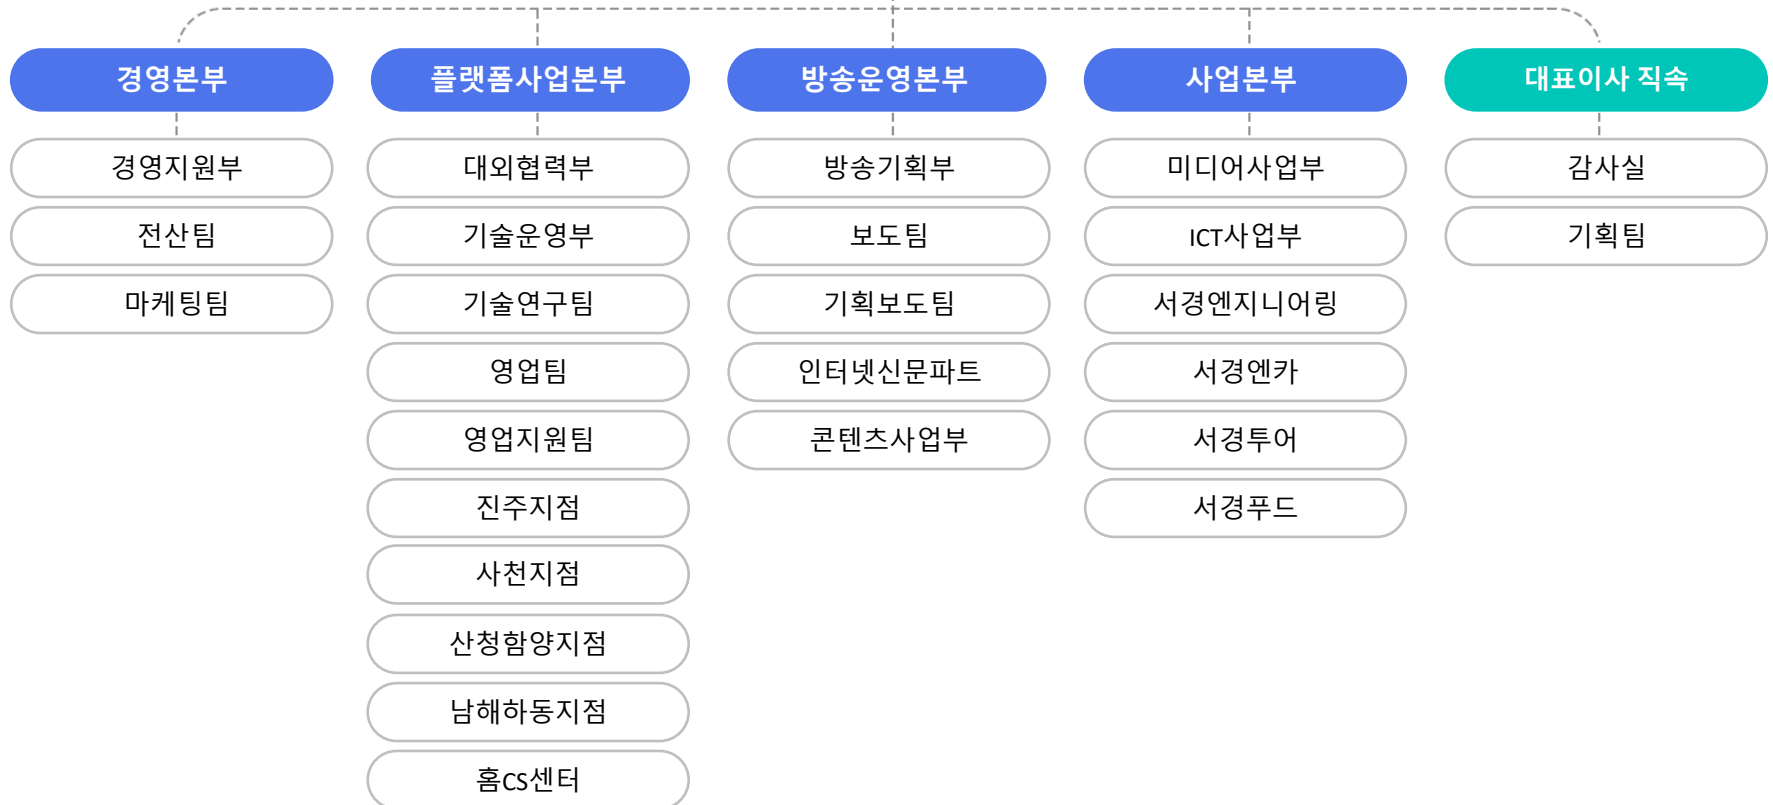 경영본부
경영지원부
전산팀
마케팅팀
플랫폼사업본부
대외협력부
기술운영부
기술연구팀
영업팀
영업지원팀
진주지점
사천지점
산청함양지점
남해하동지점
홈CS센터
방송운영본부
방송기획부
보도팀
기획보도팀
인터넷신문파트
콘텐츠사업부
사업본부
미디어사업부
ICT사업부
서경엔지니어링
서경엔카
서경투어
서경푸드
대표이사 직속
감사실
기획팀